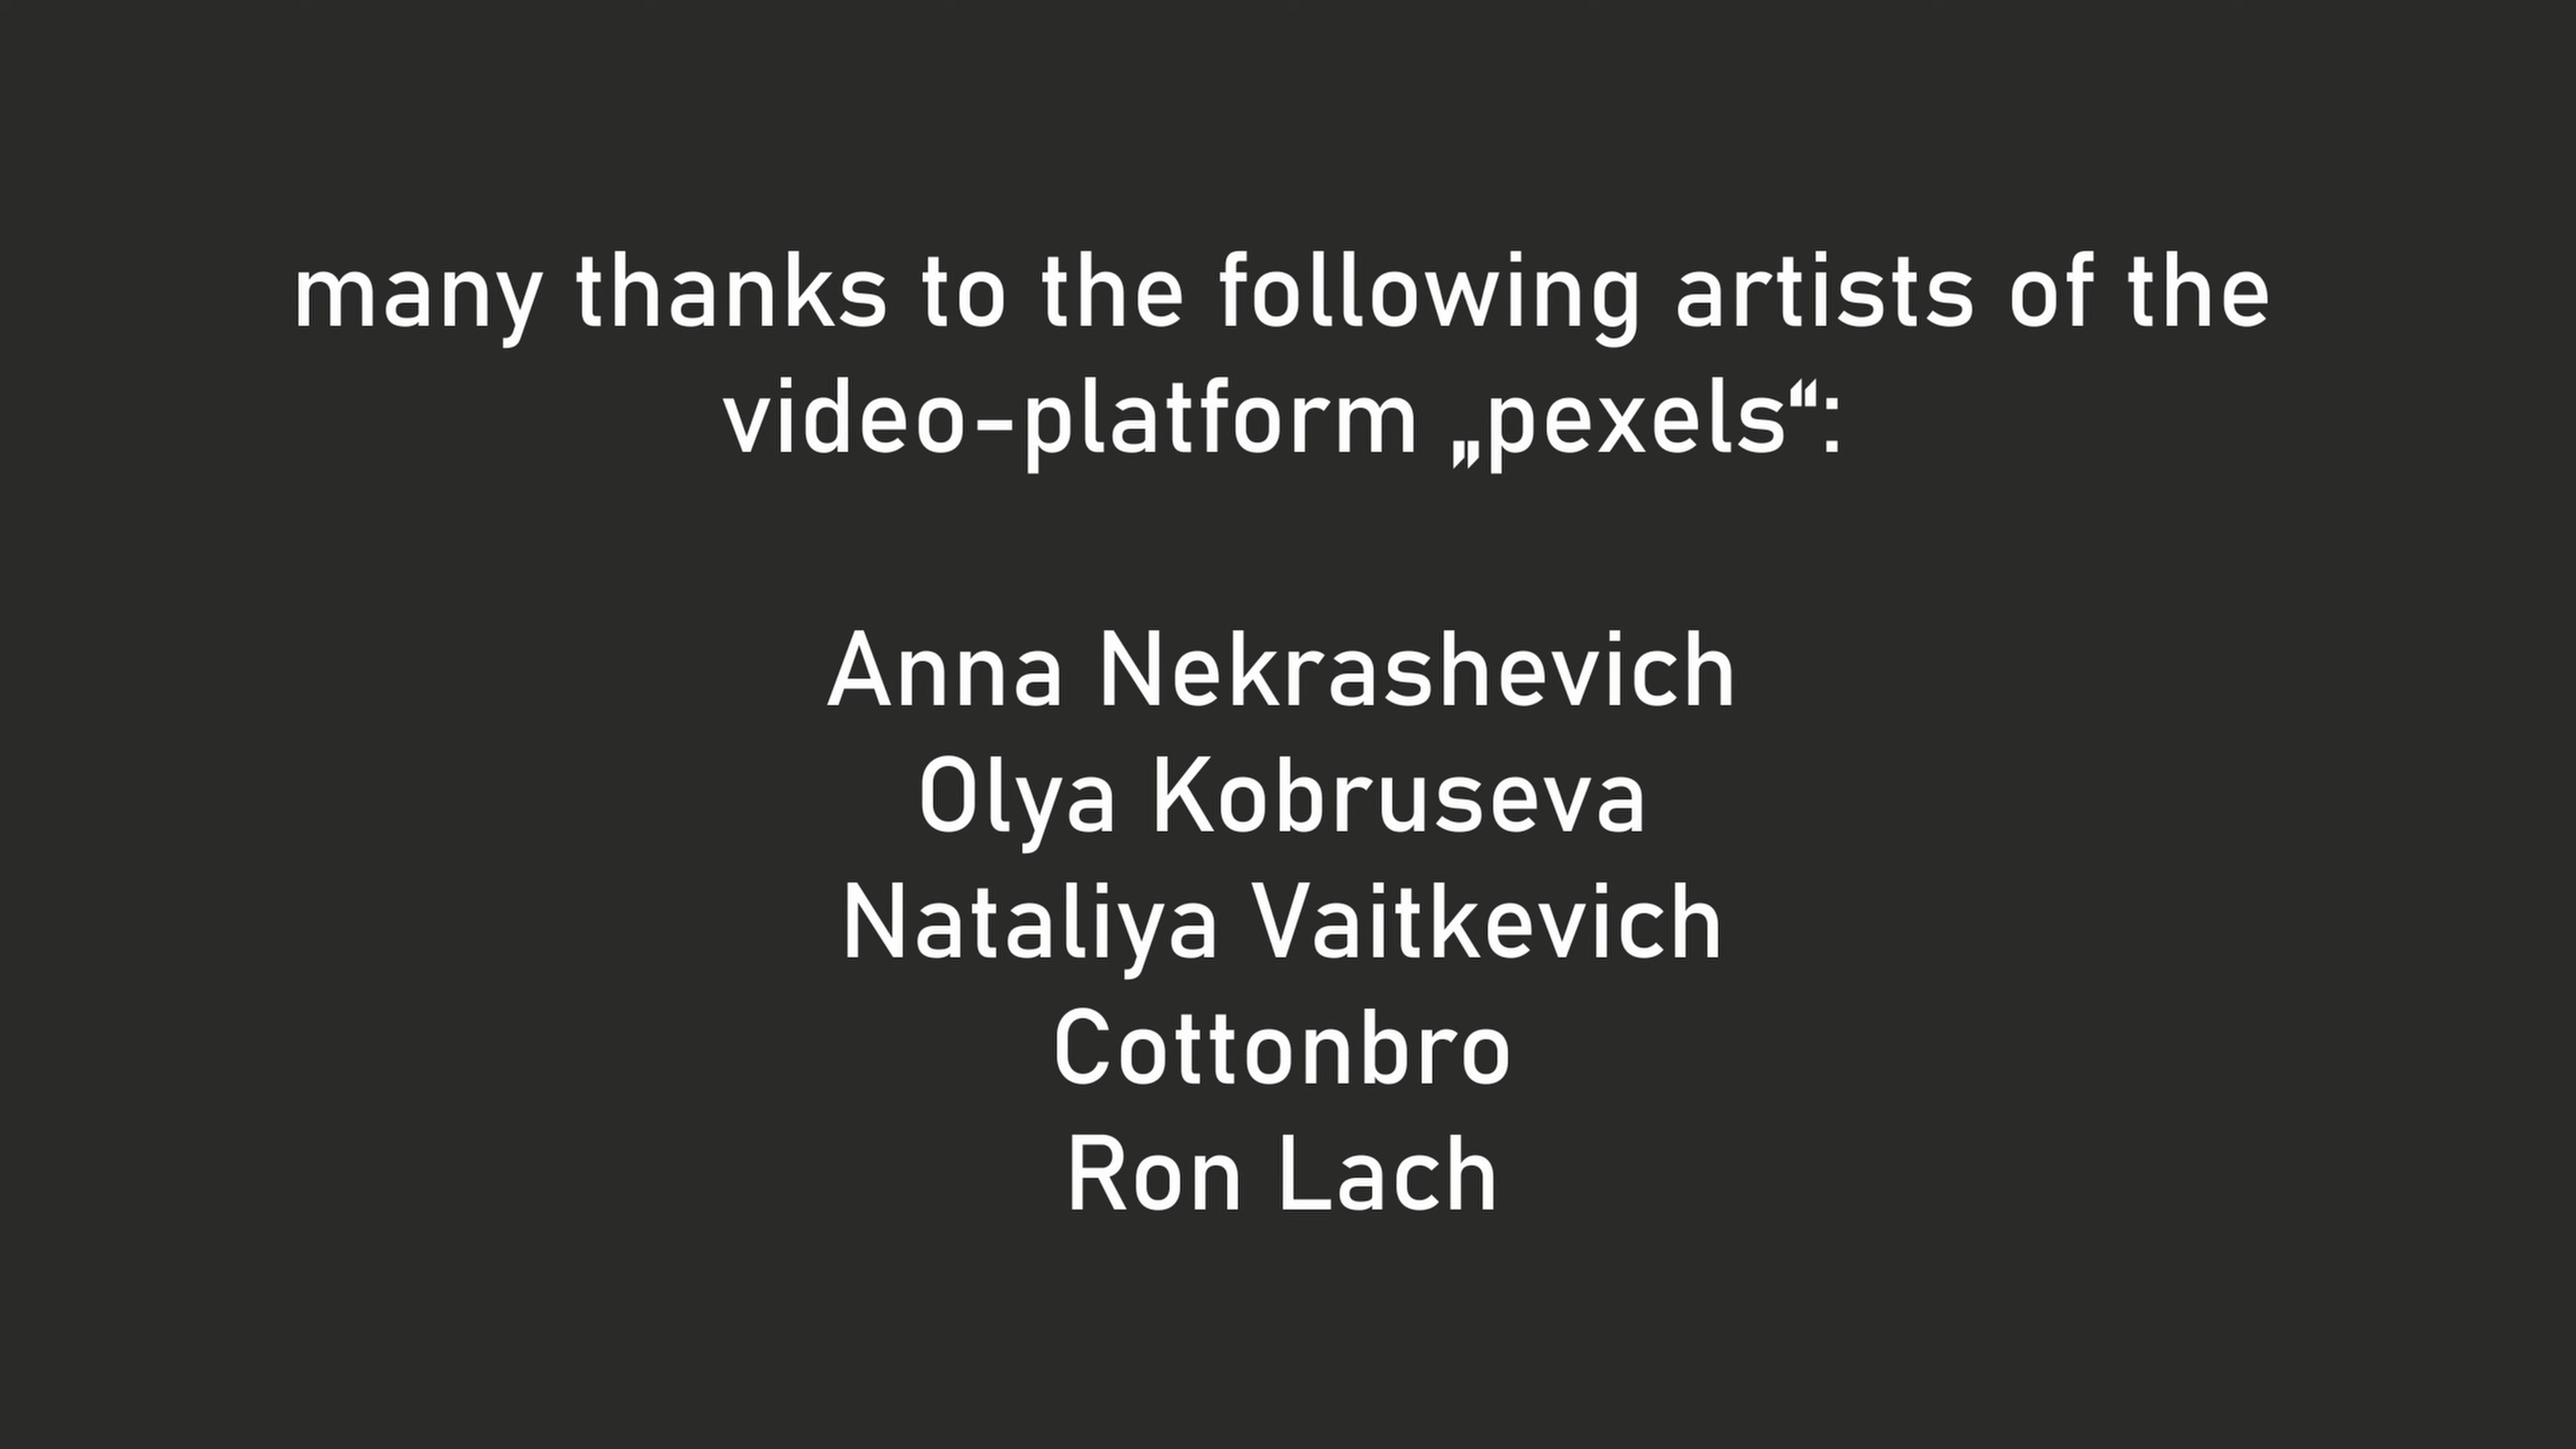 many thanks to the following artists of the
video-platform „pexels“:
Anna Nekrashevich
Olya Kobruseva
Nataliya Vaitkevich
Cottonbro
Ron Lach